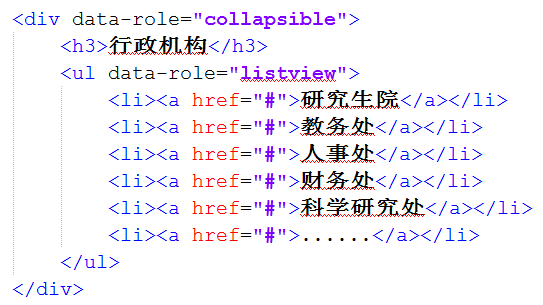 <div data-role="collapsible">
<h3>行政机构</h3>
<ul data-role="listview">
<li><a href="#">研究生院</a></li>
<li><a href="#">教务处</a></li>
<li><a href="#">人事处</a></li>
<li><a href="#">财务处</a></li>
<li><a href="#">科学研究处</a></li>
<li><a href="#">......</a></li>
</ul>
</div>